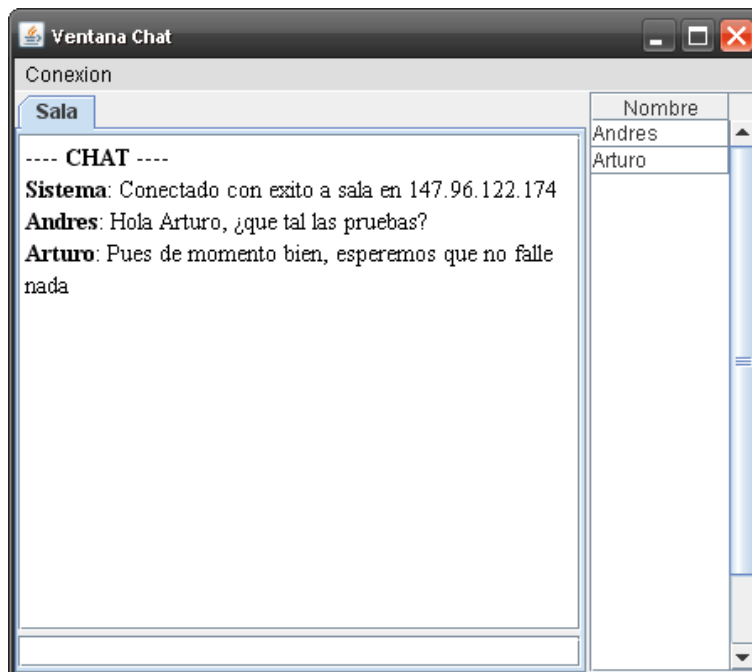 Ventana Chat
Conexion
Sala
---- CHAT ----
Sistema: Conectado con exito a sala en 147.96.122.174
Andres: Hola Arturo, ¿que tal las pruebas?
Arturo: Pues de momento bien, esperemos que no falle
nada
Nombre
Andres
Arturo